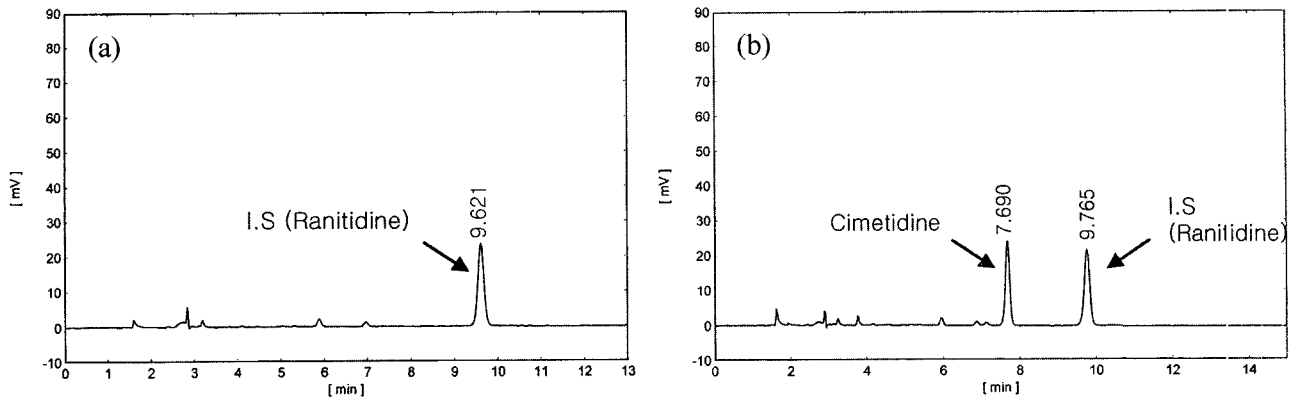 (a)
90
80
70
60
50
40
30
20
10
0
-10
[ mV ]
I.S (Ranitidine)
9.621
0 1 2 3 4 5 6 7 8 9 10 11 12 13
[ min ]
(b)
90
80
70
60
50
40
30
20
10
0
-10
[ mV ]
Cimetidine
7.690
9.765
I.S
(Ranitidine)
0 2 4 6 8 10 12 14
[ min ]